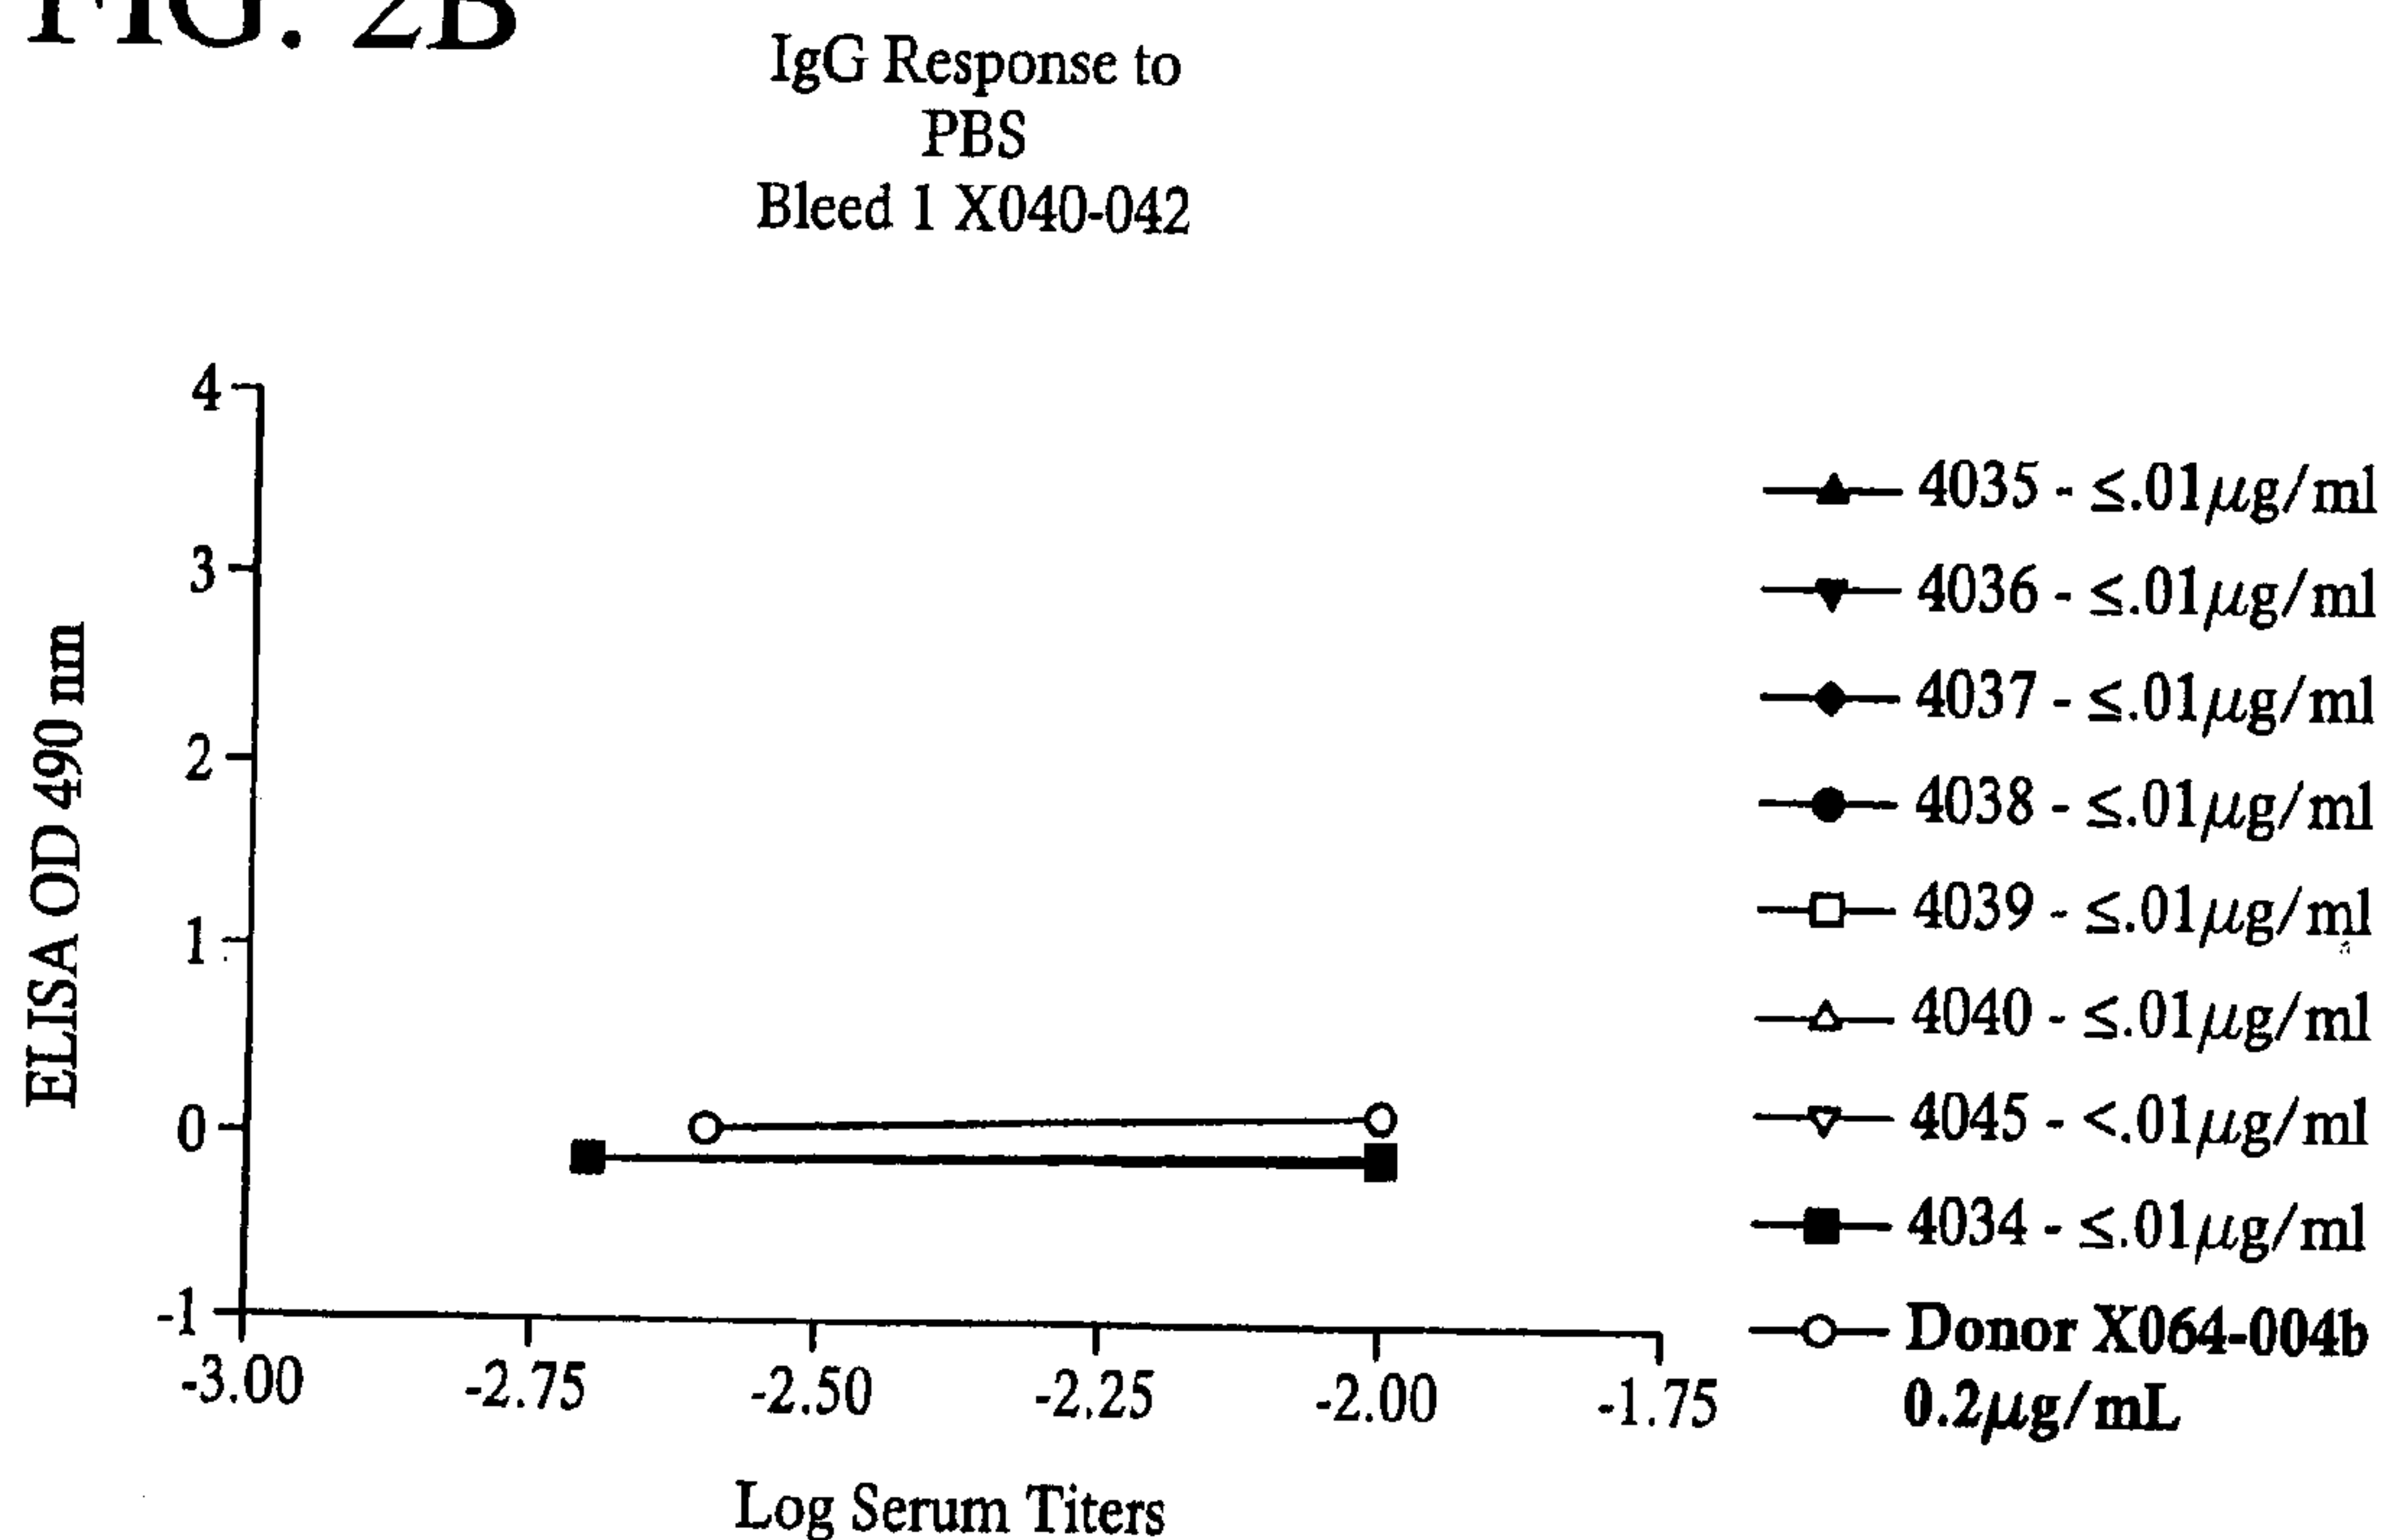 FIG. 2B
IgG Response to
PBS
Bleed 1 X040-042
ELISA OD 490 nm
4
3
2
1
0
-1
-3.00
-2.75
-2.50
-2.25
-2.00
-1.75
Log Serum Titers
4035 - ≤.01μg/ml
4036 - ≤.01μg/ml
4037 - ≤.01μg/ml
4038 - ≤.01μg/ml
4039 - ≤.01μg/ml
4040 - ≤.01μg/ml
4045 - <.01μg/ml
4034 - ≤.01μg/ml
Donor X064-004b
0.2μg/mL